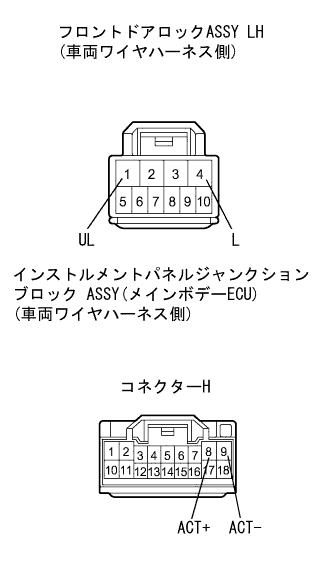 フロントドアロックASSY LH
(車両ワイヤハーネス側)
1 2 3 4
5 6 7 8 9 10
UL L
インストルメントパネルジャンクション
ブロック ASSY(メインボデーECU)
(車両ワイヤハーネス側)
コネクターH
1 2 3 4 5 6 7 8 9
10 11 12 13 14 15 16 17 18
ACT+ ACT-